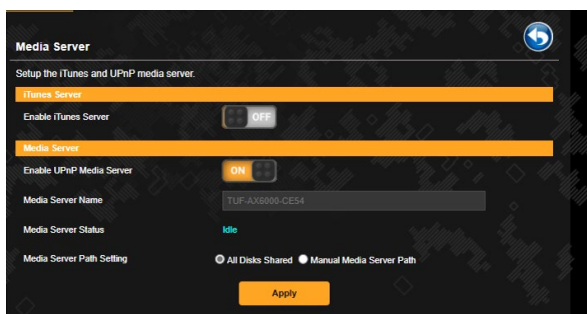 Media Server
Setup the iTunes and UPnP media server.
iTunes Server
Enable iTunes Server OFF
Media Server
Enable UPnP Media Server ON
Media Server Name TUF-AX6000-CE54
Media Server Status Idle
Media Server Path Setting All Disks Shared Manual Media Server Path
Apply